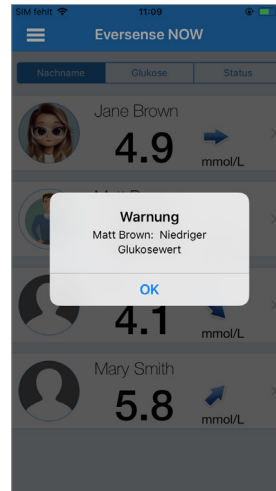 SIM fehlt 11:09
Eversense NOW
Nachname Glukose Status
Jane Brown
4.9
mmol/L
Warnung
Matt Brown: Niedriger
Glukosewert
OK
4.1
mmol/L
Mary Smith
5.8
mmol/L